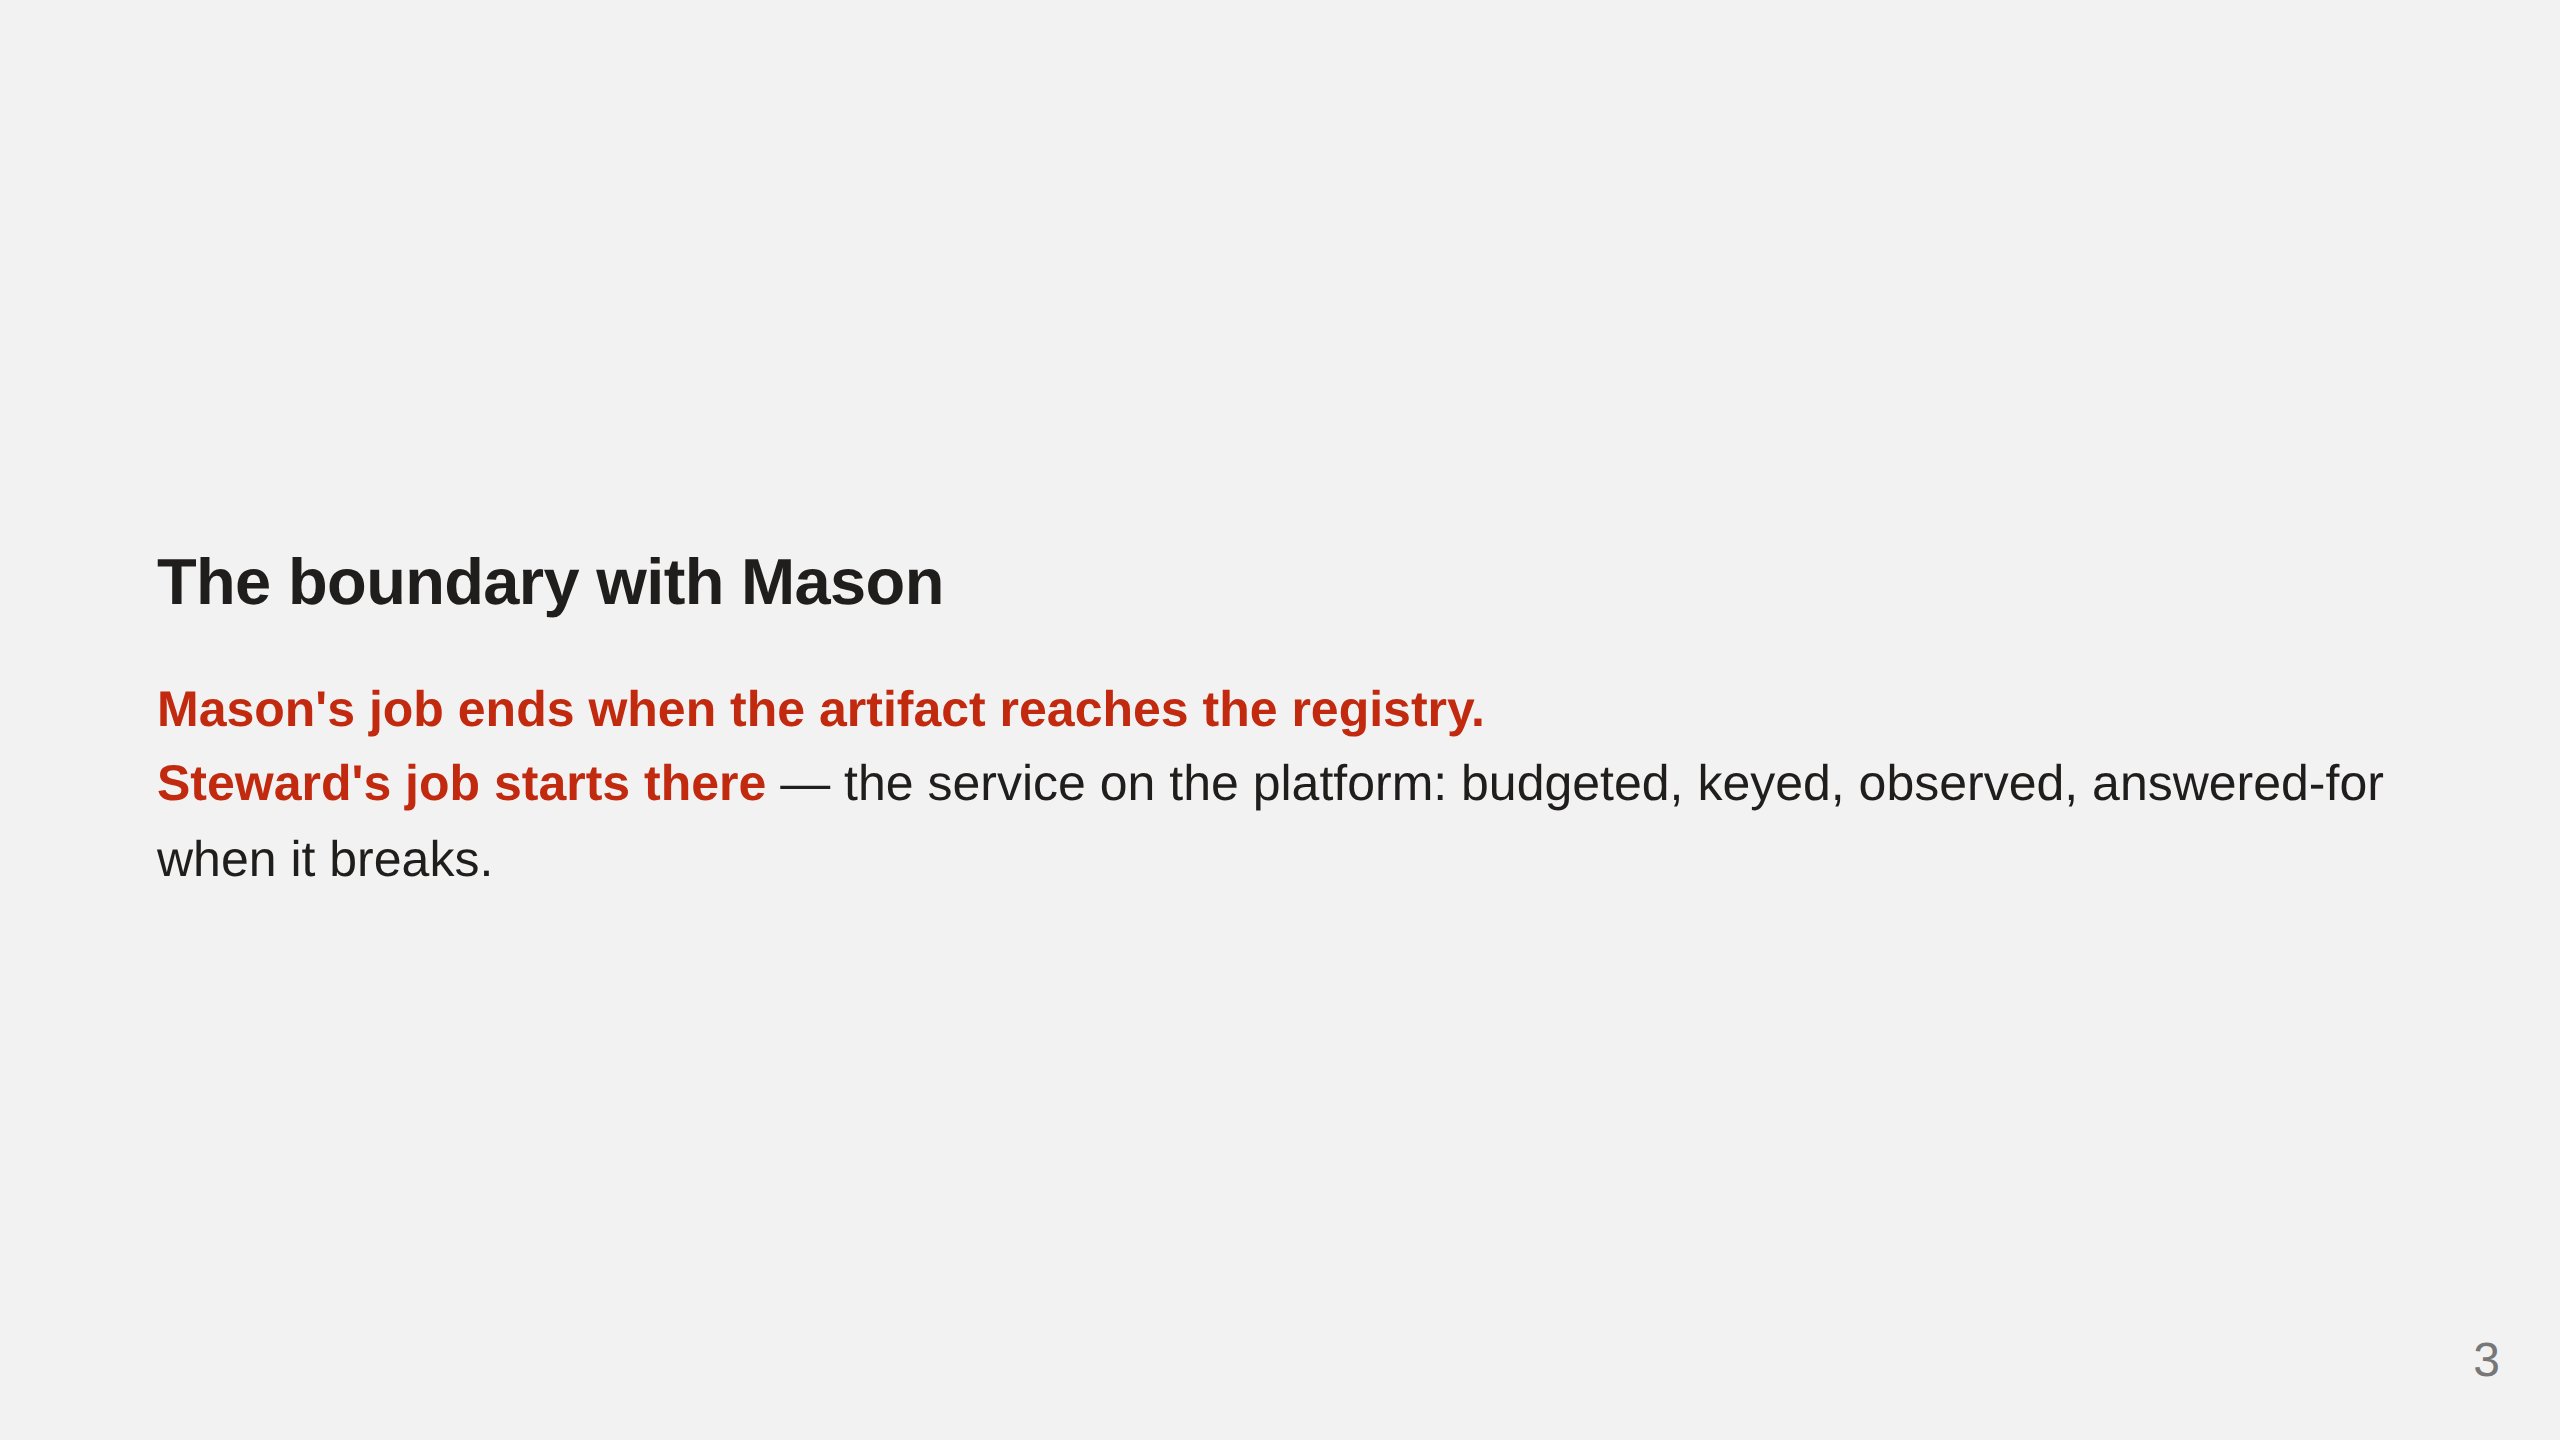 The boundary with Mason
Mason's job ends when the artifact reaches the registry.
Steward's job starts there — the service on the platform: budgeted, keyed, observed, answered-for
when it breaks.
3